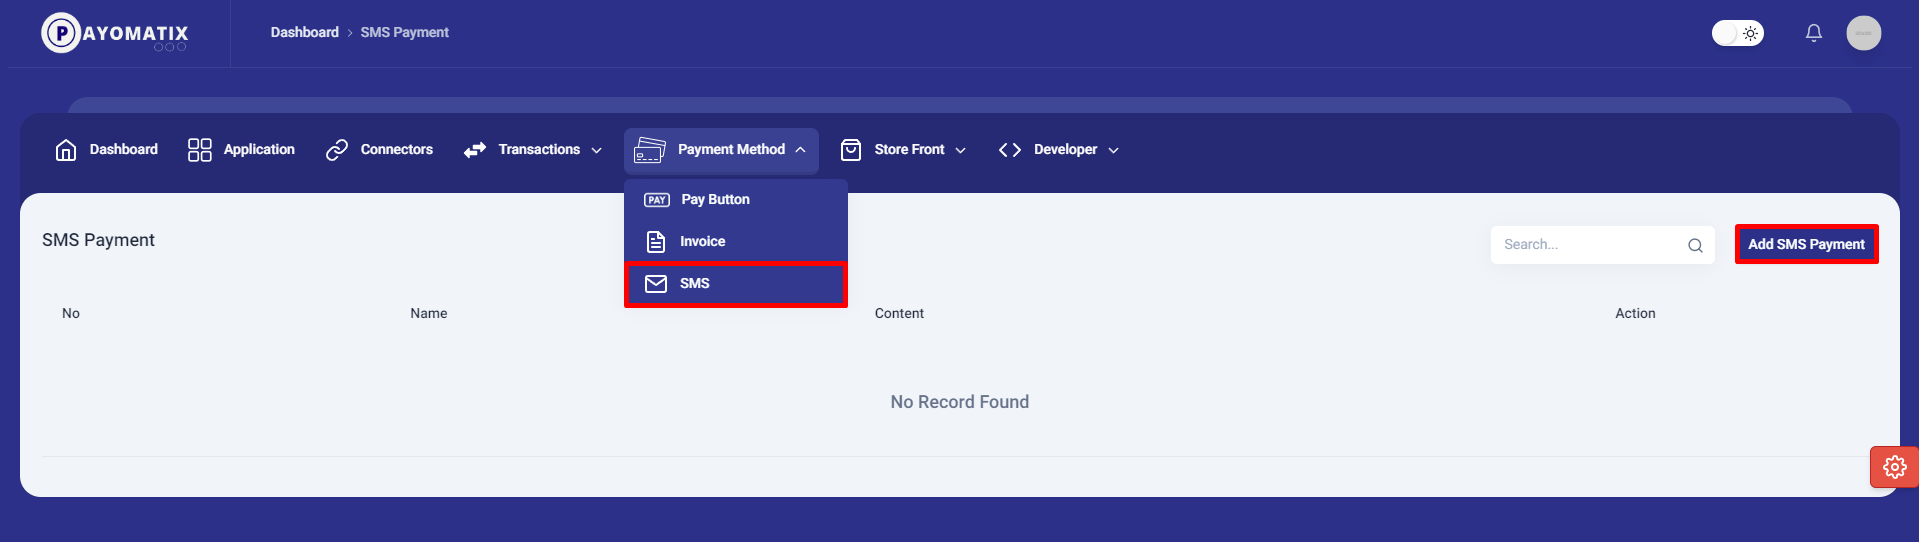 PAYOMATIX
Dashboard > SMS Payment
Dashboard Application Connectors Transactions Payment Method Store Front Developer
PAY Pay Button
Invoice
SMS
SMS Payment
Search...
Add SMS Payment
No Name Content Action
No Record Found